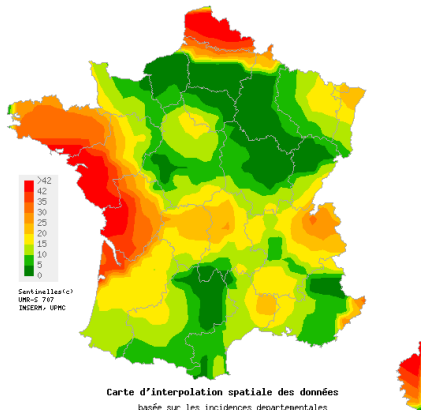 >42
42
35
30
25
20
15
10
5
0
Sentinelles(c)
UMR-S 707
INSERM, UPMC
Carte d'interpolation spatiale des données
basée sur les incidences departementales